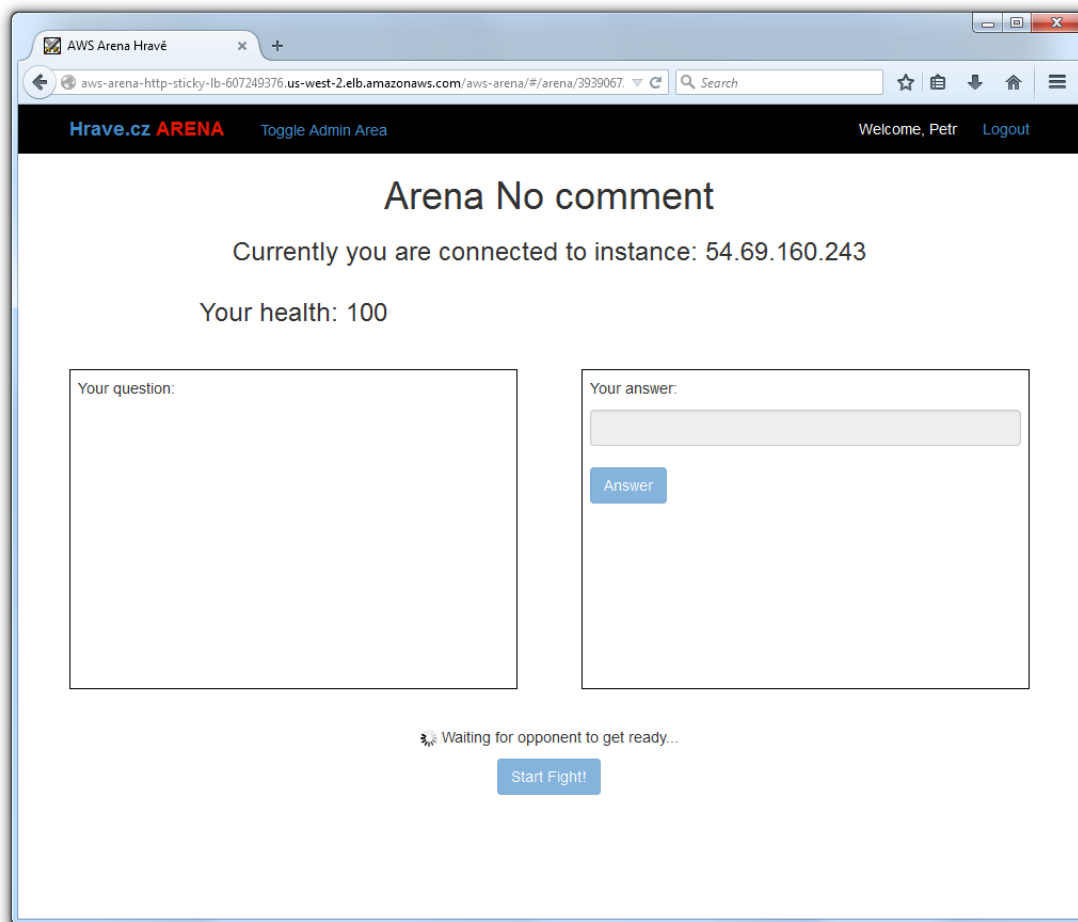 AWS Arena Hravě
aws-arena-http-sticky-lb-607249376.us-west-2.elb.amazonaws.com/aws-arena/#/arena/3939067. Search
Hrave.cz ARENA Toggle Admin Area Welcome, Petr Logout
Arena No comment
Currently you are connected to instance: 54.69.160.243
Your health: 100
Your question:
Your answer:
Answer
Waiting for opponent to get ready...
Start Fight!